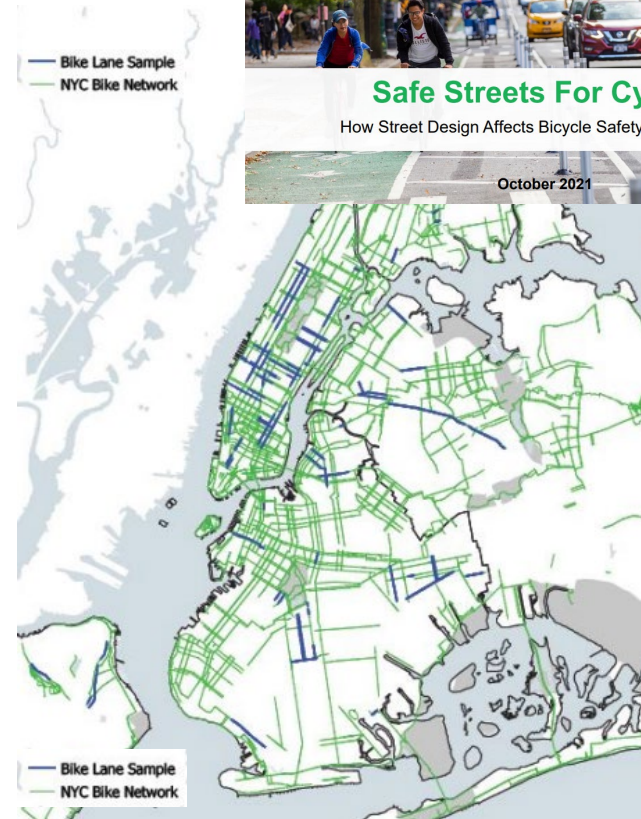 Bike Lane Sample
NYC Bike Network
Safe Streets For
How Street Design Affects Bicycle Safety
October 2021
Bike Lane Sample
NYC Bike Network